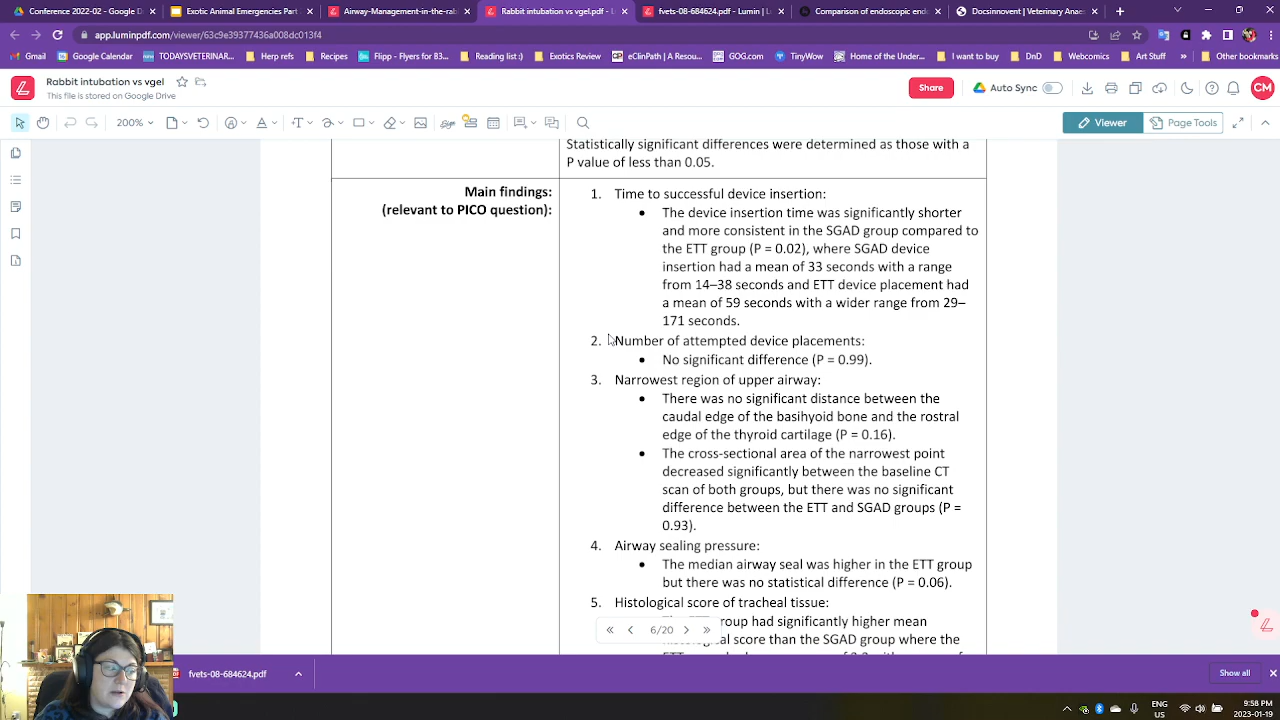 Conference 2022-02 - Google D
Exotic Animal Emergencies Part
SGAD Exotics - Google Drive
Management-in-the-rabbit.
Rabbit intubation vs vgel.pdf - L
fvets-08-684624.pdf - Lumin |
Comparison of endotracheal
Docsinnovent | Veterinary Anaes
app.luminpdf.com/viewer/63c9e39377436a008dc013f4
Gmail
Google Calendar
TODAYSVETERINAR...
Herp refs
Recipes
Flipp - Flyers for B3...
Reading list :)
Exotics Review
eClinPath | A Resou...
GOG.com
TinyWow
Home of the Underw...
I want to buy
DnD
Webcomics
Art Stuff
»
Other bookmarks
Rabbit intubation vs vgel
This file is stored on Google Drive
Share
Auto Sync
CM
200%
Viewer
Page Tools
Statistically significant differences were determined as those with a
P value of less than 0.05.
Main findings:
(relevant to PICO question):
1. Time to successful device insertion:
• The device insertion time was significantly shorter
and more consistent in the SGAD group compared to
the ETT group (P = 0.02), where SGAD device
insertion had a mean of 33 seconds with a range
from 14–38 seconds and ETT device placement had
a mean of 59 seconds with a wider range from 29–
171 seconds.
2. Number of attempted device placements:
• No significant difference (P = 0.99).
3. Narrowest region of upper airway:
• There was no significant distance between the
caudal edge of the basihyoid bone and the rostral
edge of the thyroid cartilage (P = 0.16).
• The cross-sectional area of the narrowest point
decreased significantly between the baseline CT
scan of both groups, but there was no significant
difference between the ETT and SGAD groups (P =
0.93).
4. Airway sealing pressure:
• The median airway seal was higher in the ETT group
but there was no statistical difference (P = 0.06).
5. Histological score of tracheal tissue:
group had significantly higher mean
score than the SGAD group where the
6/20
fvets-08-684624.pdf
Show all
ENG
US
9:58 PM
2023-01-19